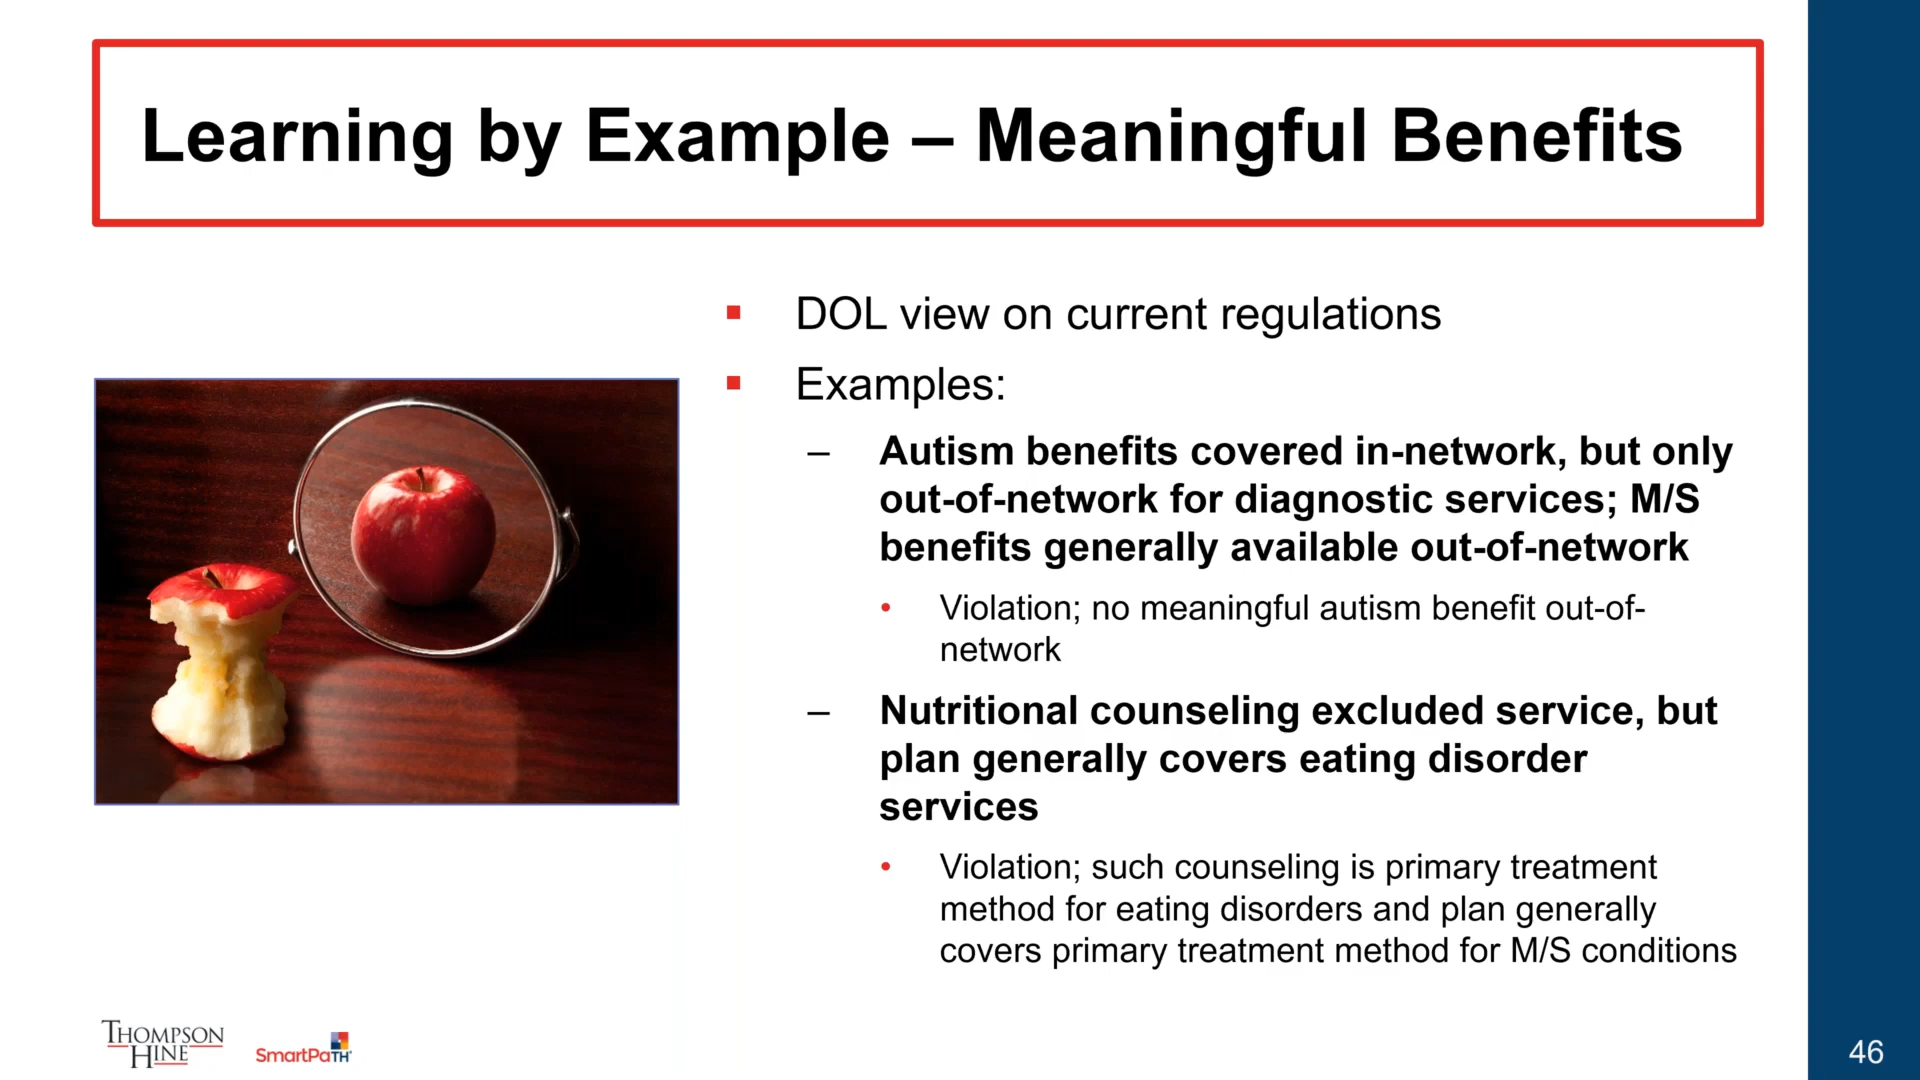 Learning by Example – Meaningful Benefits
▪ DOL view on current regulations
▪ Examples:
– Autism benefits covered in-network, but only
out-of-network for diagnostic services; M/S
benefits generally available out-of-network
• Violation; no meaningful autism benefit out-of-
network
– Nutritional counseling excluded service, but
plan generally covers eating disorder
services
• Violation; such counseling is primary treatment
method for eating disorders and plan generally
covers primary treatment method for M/S conditions
THOMPSON
HINE
SmartPaTH
46